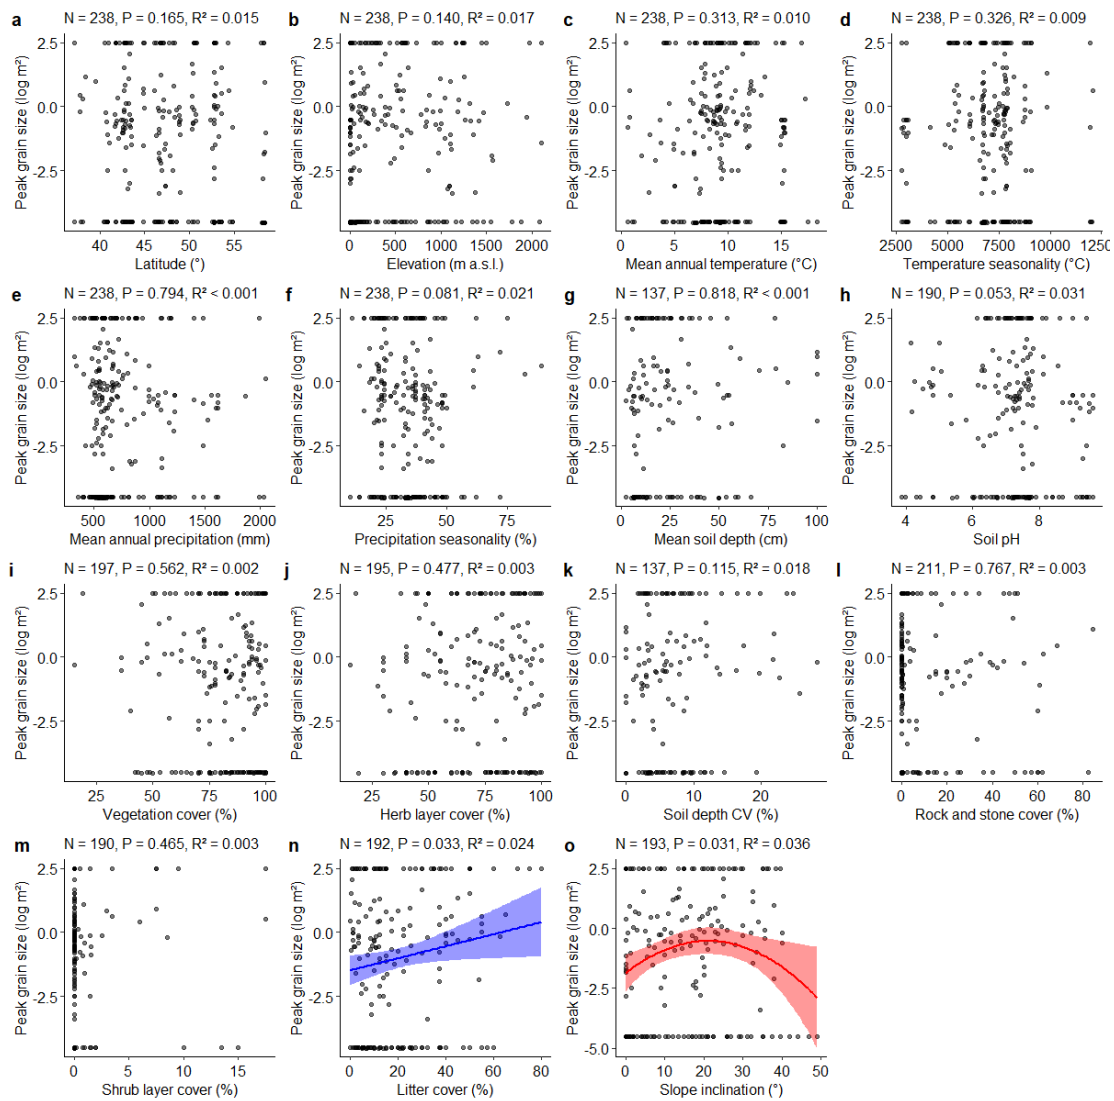 a N = 238, P = 0.165, R² = 0.015
b N = 238, P = 0.140, R² = 0.017
c N = 238, P = 0.313, R² = 0.010
d N = 238, P = 0.326, R² = 0.009
Peak grain size (log m²)
2.5
0.0
-2.5
40 45 50 55
Latitude (°)
Peak grain size (log m²)
2.5
0.0
-2.5
0 500 1000 1500 2000
Elevation (m a.s.l.)
Peak grain size (log m²)
2.5
0.0
-2.5
0 5 10 15
Mean annual temperature (°C)
Peak grain size (log m²)
2.5
0.0
-2.5
2500 5000 7500 10000 1250
Temperature seasonality (°C)
e N = 238, P = 0.794, R² < 0.001
f N = 238, P = 0.081, R² = 0.021
g N = 137, P = 0.818, R² < 0.001
h N = 190, P = 0.053, R² = 0.031
Peak grain size (log m²)
2.5
0.0
-2.5
500 1000 1500 2000
Mean annual precipitation (mm)
Peak grain size (log m²)
2.5
0.0
-2.5
25 50 75
Precipitation seasonality (%)
Peak grain size (log m²)
2.5
0.0
-2.5
0 25 50 75 100
Mean soil depth (cm)
Peak grain size (log m²)
2.5
0.0
-2.5
4 6 8
Soil pH
i N = 197, P = 0.562, R² = 0.002
j N = 195, P = 0.477, R² = 0.003
k N = 137, P = 0.115, R² = 0.018
l N = 211, P = 0.767, R² = 0.003
Peak grain size (log m²)
2.5
0.0
-2.5
25 50 75 100
Vegetation cover (%)
Peak grain size (log m²)
2.5
0.0
-2.5
25 50 75 100
Herb layer cover (%)
Peak grain size (log m²)
2.5
0.0
-2.5
0 10 20
Soil depth CV (%)
Peak grain size (log m²)
2.5
0.0
-2.5
0 20 40 60 80
Rock and stone cover (%)
m N = 190, P = 0.465, R² = 0.003
n N = 192, P = 0.033, R² = 0.024
o N = 193, P = 0.031, R² = 0.036
Peak grain size (log m²)
2.5
0.0
-2.5
0 5 10 15
Shrub layer cover (%)
Peak grain size (log m²)
2.5
0.0
-2.5
0 20 40 60 80
Litter cover (%)
Peak grain size (log m²)
2.5
0.0
-2.5
-5.0
0 10 20 30 40 50
Slope inclination (°)